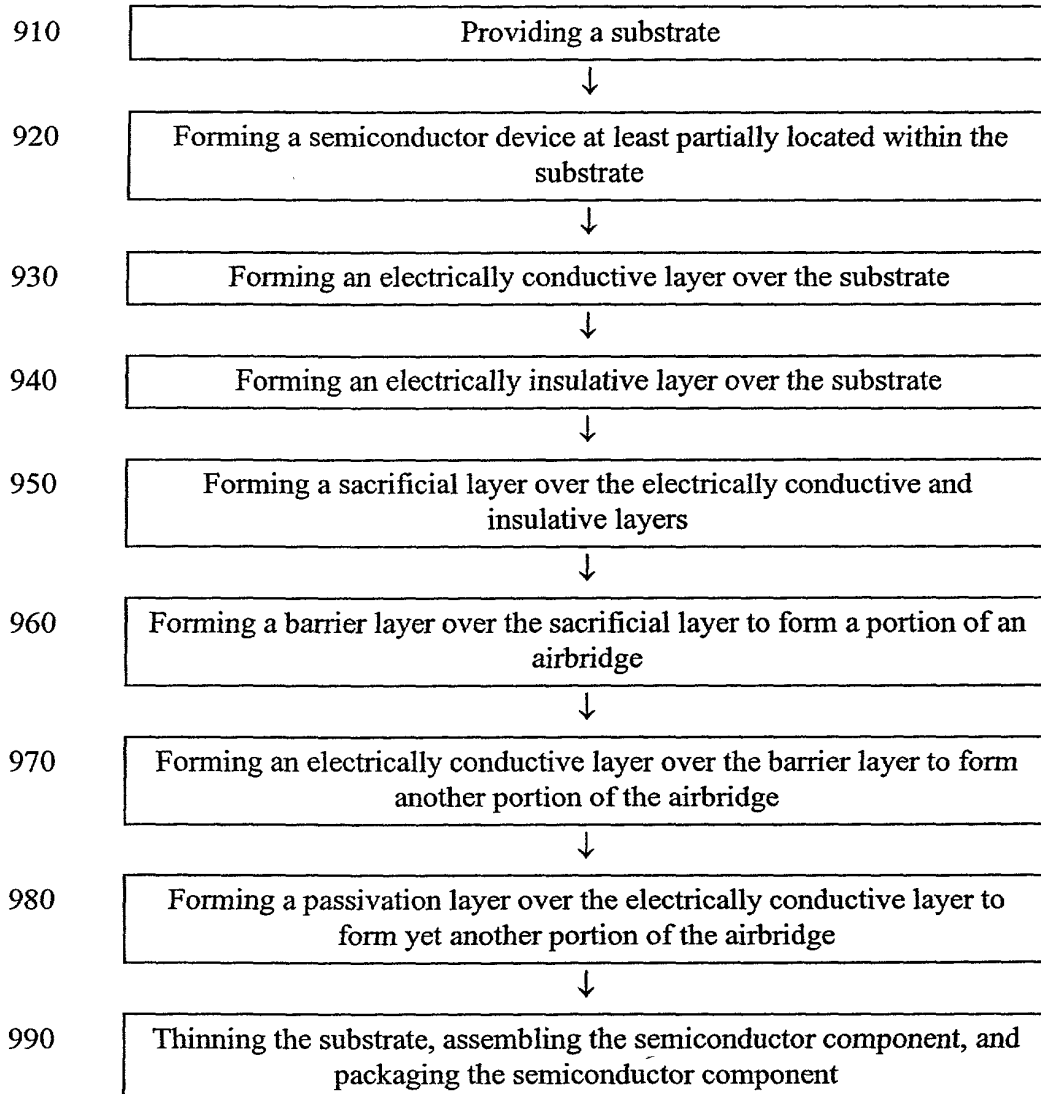 910 Providing a substrate
↓
920 Forming a semiconductor device at least partially located within the
substrate
↓
930 Forming an electrically conductive layer over the substrate
↓
940 Forming an electrically insulative layer over the substrate
↓
950 Forming a sacrificial layer over the electrically conductive and
insulative layers
↓
960 Forming a barrier layer over the sacrificial layer to form a portion of an
airbridge
↓
970 Forming an electrically conductive layer over the barrier layer to form
another portion of the airbridge
↓
980 Forming a passivation layer over the electrically conductive layer to
form yet another portion of the airbridge
↓
990 Thinning the substrate, assembling the semiconductor component, and
packaging the semiconductor component